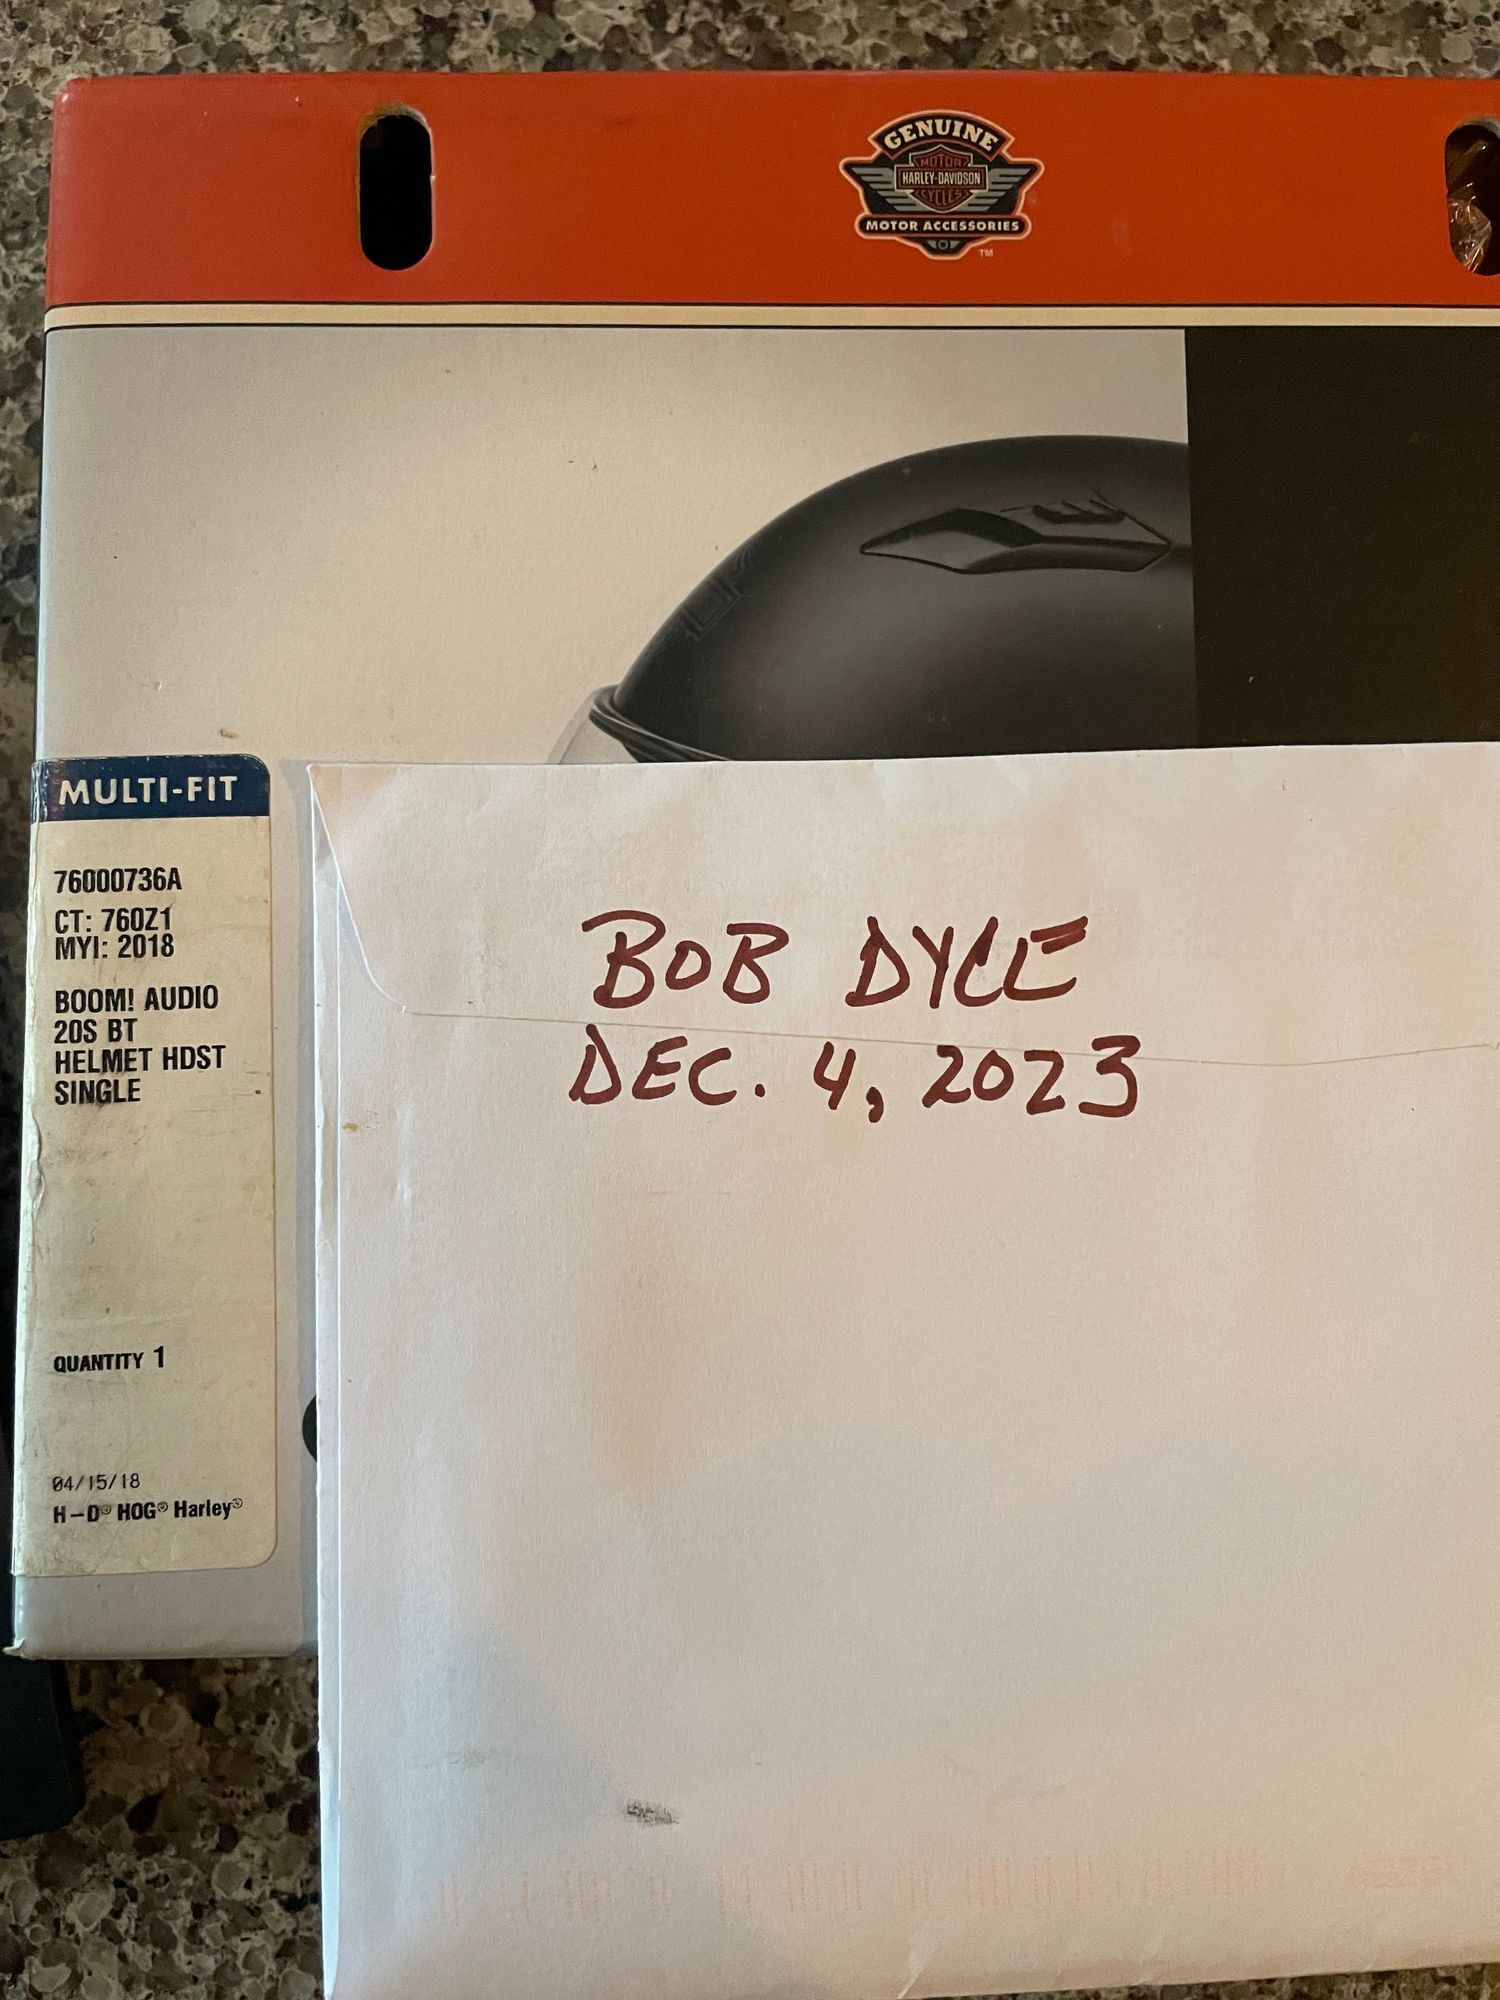 GENUINE
MOTOR
HARLEY-DAVIDSON
CYCLES
MOTOR ACCESSORIES
TM
MULTI-FIT
76000736A
CT: 760Z1
MYI: 2018
BOOM! AUDIO
20S BT
HELMET HDST
SINGLE
QUANTITY 1
04/15/18
H-D® HOG® Harley®
BOB DYCE
DEC. 4, 2023